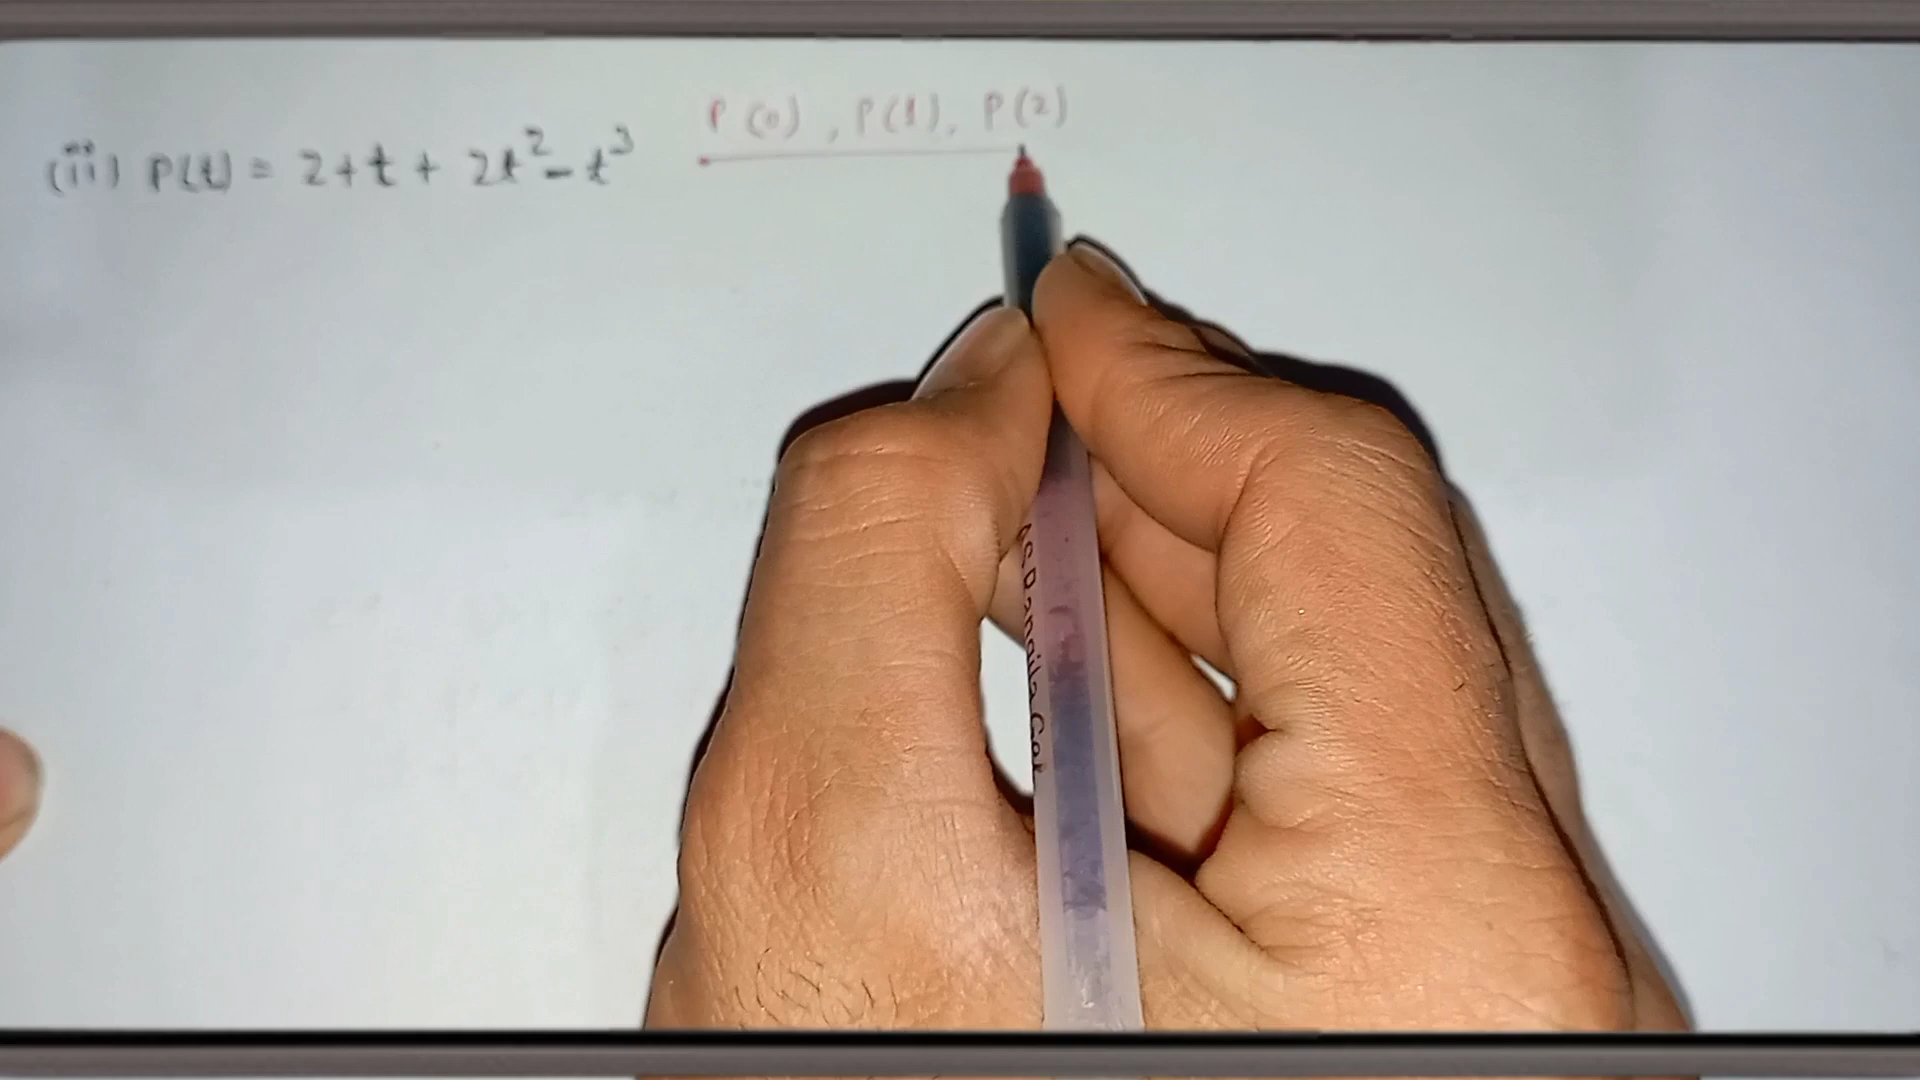 (ii) P(t) = 2+t+ 2t²-t³ P(0), P(1), P(2)